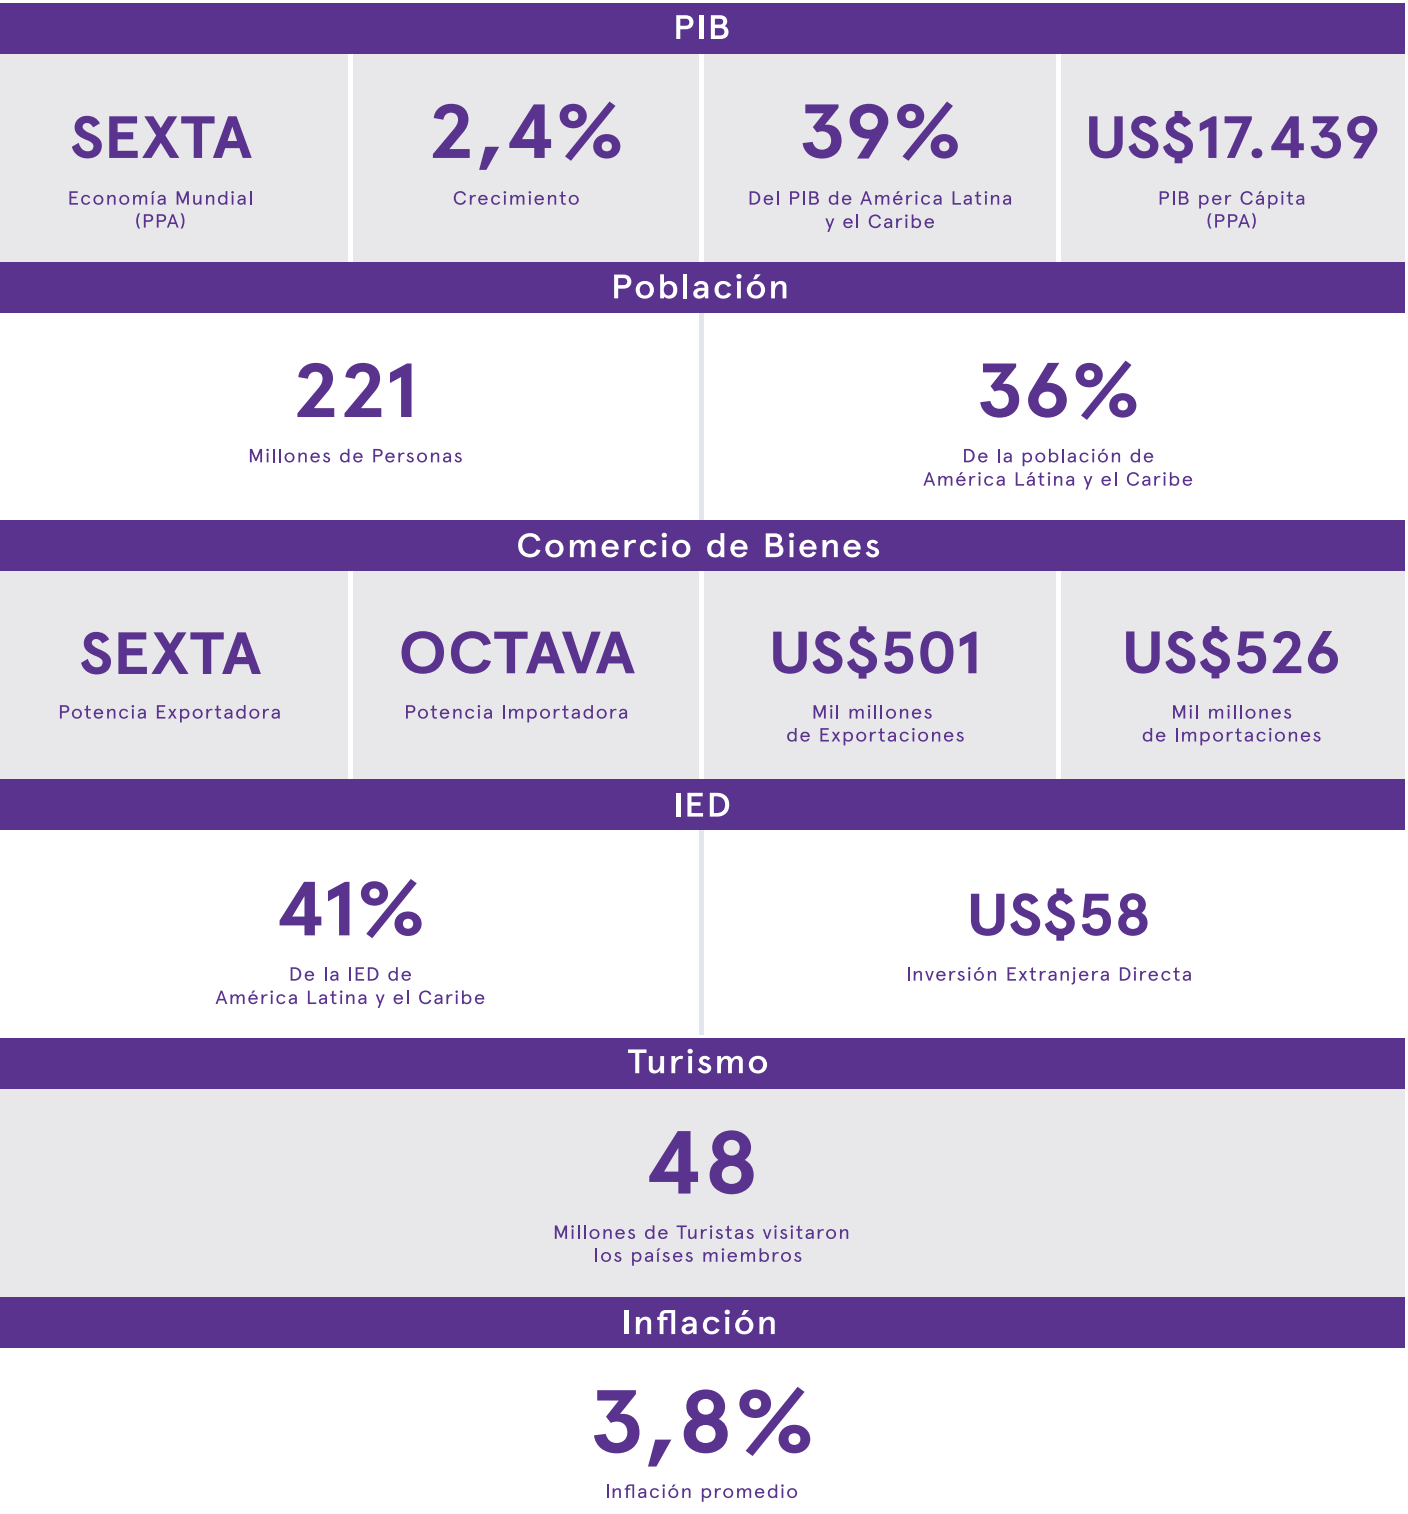 PIB
SEXTA
Economía Mundial
(PPA)
2,4%
Crecimiento
39%
Del PIB de América Latina
y el Caribe
US$17.439
PIB per Cápita
(PPA)
Población
221
Millones de Personas
36%
De la población de
América Látina y el Caribe
Comercio de Bienes
SEXTA
Potencia Exportadora
OCTAVA
Potencia Importadora
US$501
Mil millones
de Exportaciones
US$526
Mil millones
de Importaciones
IED
41%
De la IED de
América Latina y el Caribe
US$58
Inversión Extranjera Directa
Turismo
48
Millones de Turistas visitaron
los países miembros
Inflación
3,8%
Inflación promedio